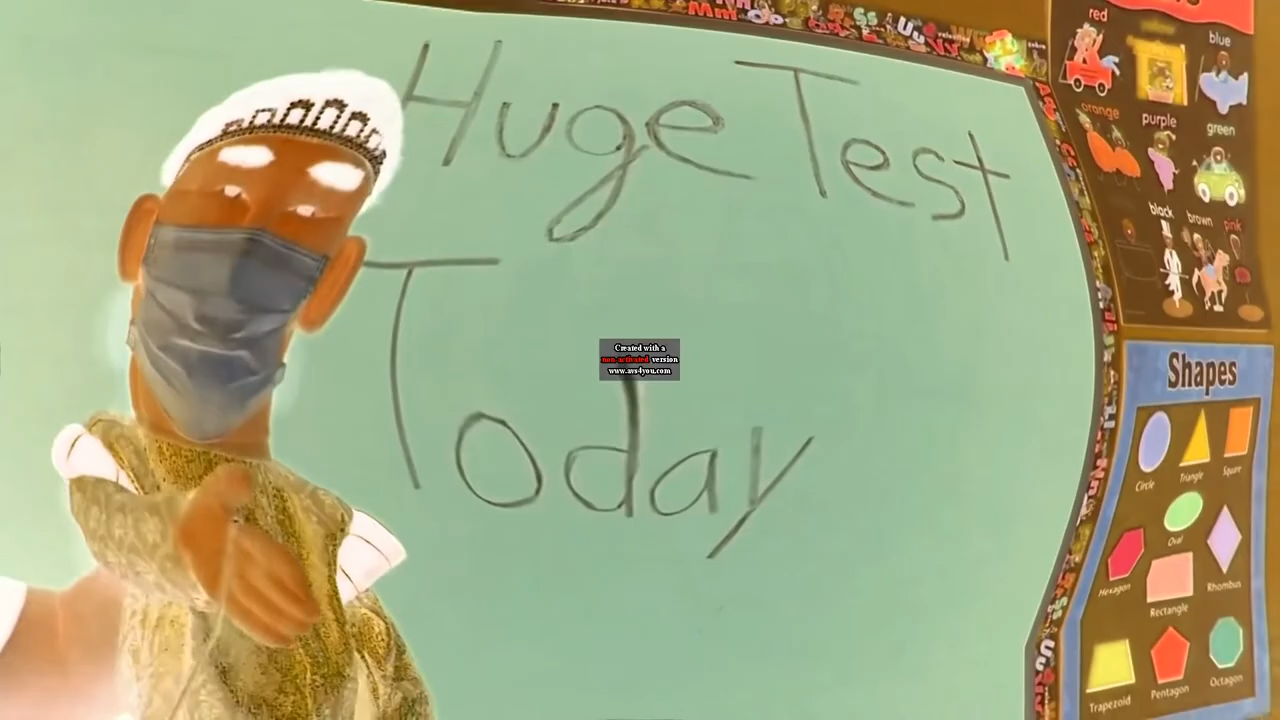 Huge Test
Today
Created with a
non-activated version
www.avs4you.com
red
blue
orange
purple
green
black
brown
pink
Shapes
Circle
Triangle
Square
Oval
Hexagon
Rectangle
Rhombus
Trapezoid
Pentagon
Octagon